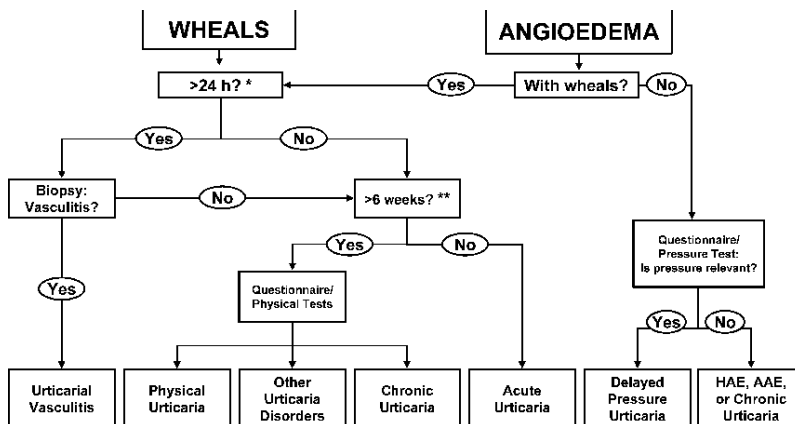 WHEALS
ANGIOEDEMA
>24 h? *
Yes
With wheals?
No
Yes
No
Biopsy:
Vasculitis?
No
>6 weeks? **
Questionnaire/
Pressure Test:
Is pressure relevant?
Yes
No
Yes
Questionnaire/
Physical Tests
Yes
No
Urticarial
Vasculitis
Physical
Urticaria
Other
Urticaria
Disorders
Chronic
Urticaria
Acute
Urticaria
Delayed
Pressure
Urticaria
HAE, AAE,
or Chronic
Urticaria